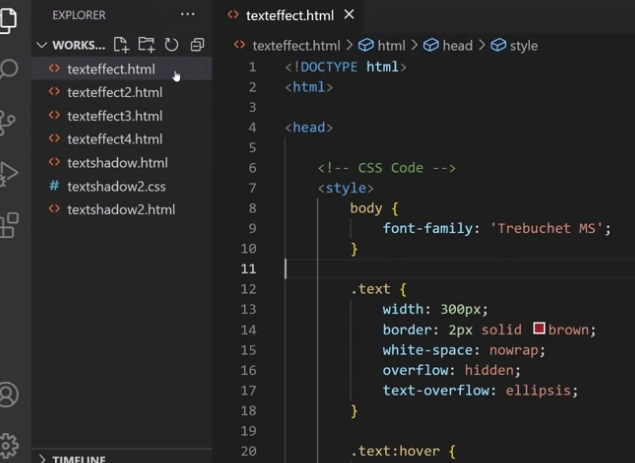 EXPLORER ...
WORKS...
texteffect.html
texteffect2.html
texteffect3.html
texteffect4.html
textshadow.html
# textshadow2.css
textshadow2.html
TIMELINE
texteffect.html
texteffect.html > html > head > style
1 <!DOCTYPE html>
2 <html>
3
4 <head>
5
6 <!-- CSS Code -->
7 <style>
8 body {
9 font-family: 'Trebuchet MS';
10 }
11
12 .text {
13 width: 300px;
14 border: 2px solid brown;
15 white-space: nowrap;
16 overflow: hidden;
17 text-overflow: ellipsis;
18 }
19
20 .text:hover {